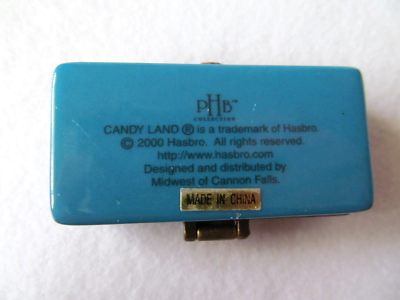 PHB™
COLLECTION
CANDY LAND ® is a trademark of Hasbro.
© 2000 Hasbro. All rights reserved.
http://www.hasbro.com
Designed and distributed by
Midwest of Cannon Falls.
MADE IN CHINA